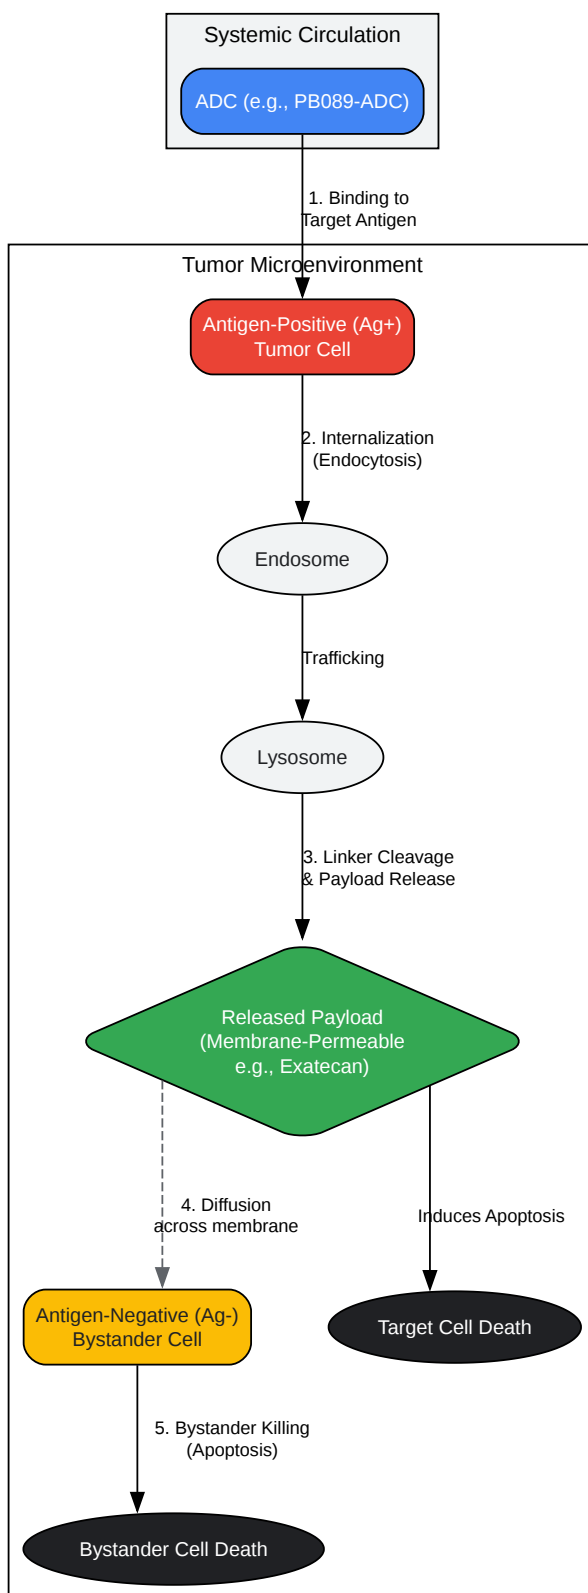 Systemic Circulation
ADC (e.g., PB089-ADC)
1. Binding to
Target Antigen
Tumor Microenvironment
Antigen-Positive (Ag+)
Tumor Cell
2. Internalization
(Endocytosis)
Endosome
Trafficking
Lysosome
3. Linker Cleavage
& Payload Release
Released Payload
(Membrane-Permeable
e.g., Exatecan)
4. Diffusion
across membrane
Induces Apoptosis
Antigen-Negative (Ag-)
Bystander Cell
Target Cell Death
5. Bystander Killing
(Apoptosis)
Bystander Cell Death